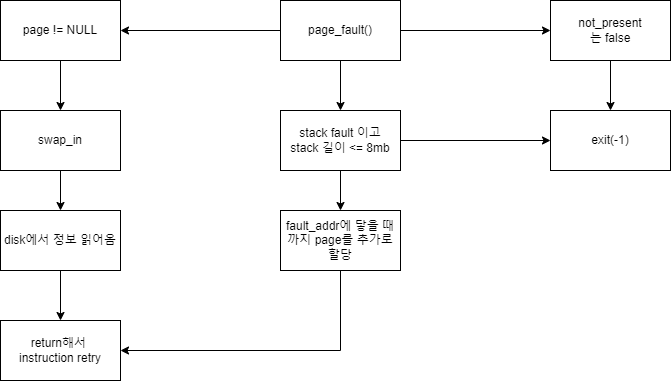 page != NULL
page_fault()
not_present
는 false
swap_in
stack fault 이고
stack 길이 <= 8mb
exit(-1)
disk에서 정보 읽어옴
fault_addr에 닿을 때
까지 page를 추가로
할당
return해서
instruction retry